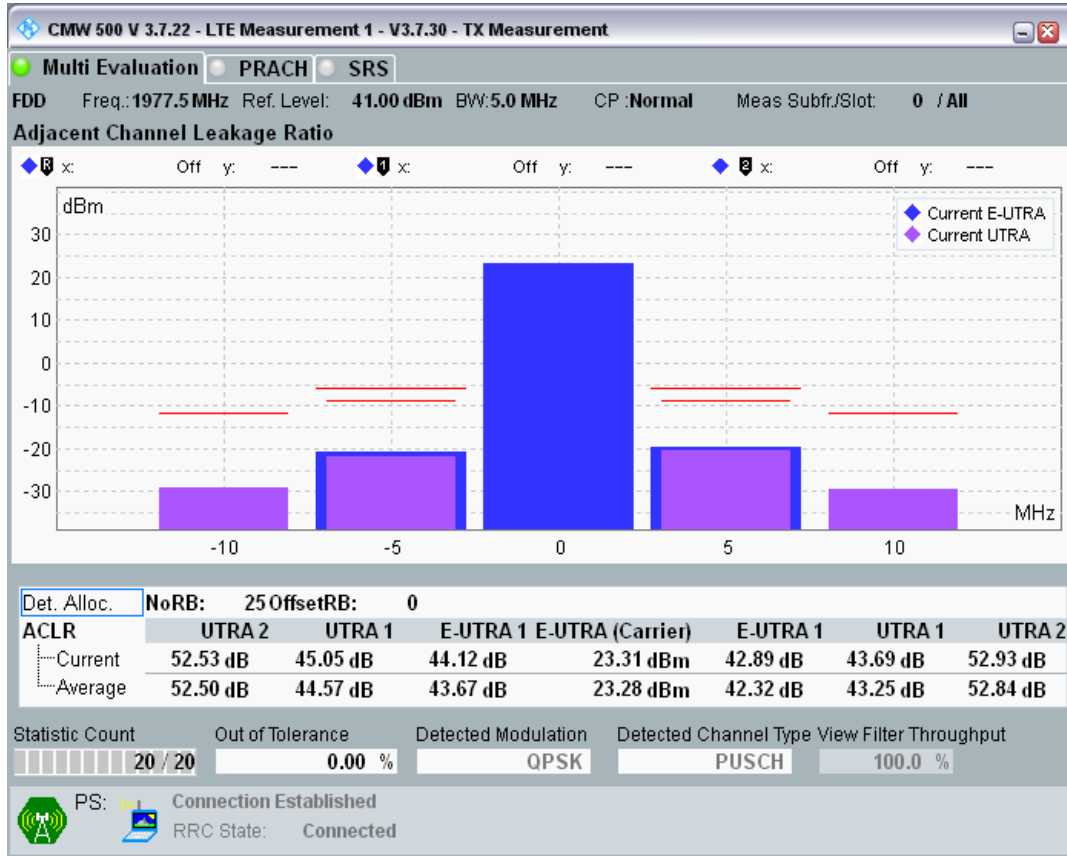 CMW 500 V 3.7.22 - LTE Measurement 1 - V3.7.30 - TX Measurement
Multi Evaluation PRACH SRS
FDD Freq.: 1977.5 MHz Ref. Level: 41.00 dBm BW: 5.0 MHz CP : Normal Meas Subfr./Slot: 0 / All
Adjacent Channel Leakage Ratio
R x: Off y: --- 1 x: Off y: --- 2 x: Off y: ---
dBm
Current E-UTRA
Current UTRA
30
20
10
0
-10
-20
-30
MHz
-10 -5 0 5 10
Det. Alloc. NoRB: 25 OffsetRB: 0
ACLR UTRA 2 UTRA 1 E-UTRA 1 E-UTRA (Carrier) E-UTRA 1 UTRA 1 UTRA 2
Current 52.53 dB 45.05 dB 44.12 dB 23.31 dBm 42.89 dB 43.69 dB 52.93 dB
Average 52.50 dB 44.57 dB 43.67 dB 23.28 dBm 42.32 dB 43.25 dB 52.84 dB
Statistic Count Out of Tolerance Detected Modulation Detected Channel Type View Filter Throughput
20 / 20 0.00 % QPSK PUSCH 100.0 %
PS: Connection Established
RRC State: Connected